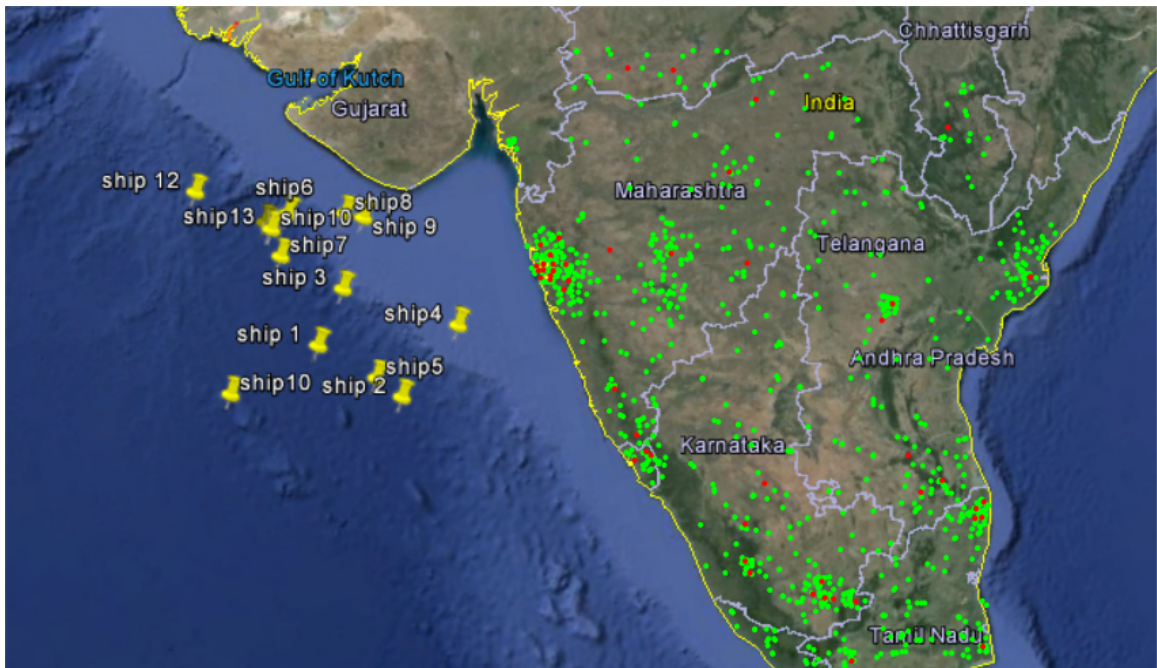 Chhattisgarh
Gulf of Kutch
Gujarat
India
ship 12
ship6
ship8
Maharashtra
ship13
ship10
ship 9
ship7
Telangana
ship 3
ship4
ship 1
Andhra Pradesh
ship5
ship10
ship 2
Karnataka
Tamil Nadu